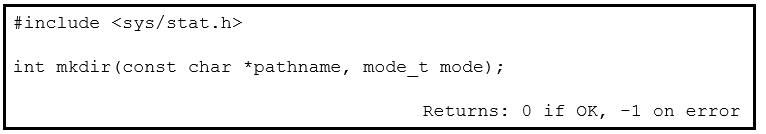 #include <sys/stat.h>
int mkdir(const char *pathname, mode_t mode);
Returns: 0 if OK, -1 on error